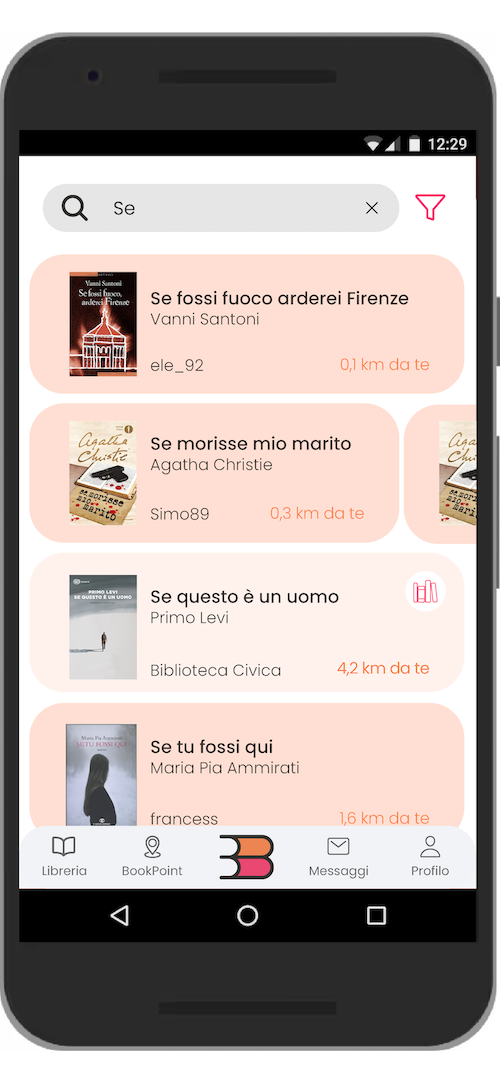 12:29
Se
Vanni Santoni
Se fossi fuoco,
arderei Firenze
Se fossi fuoco arderei Firenze
Vanni Santoni
ele_92
0,1 km da te
Agatha
Christie
se morisse
mio
marito
Se morisse mio marito
Agatha Christie
Simo89
0,3 km da te
PRIMO LEVI
SE QUESTO È UN UOMO
Se questo è un uomo
Primo Levi
Biblioteca Civica
4,2 km da te
Maria Pia Ammirati
SE TU FOSSI QUI
Se tu fossi qui
Maria Pia Ammirati
francess
1,6 km da te
Libreria
BookPoint
Messaggi
Profilo